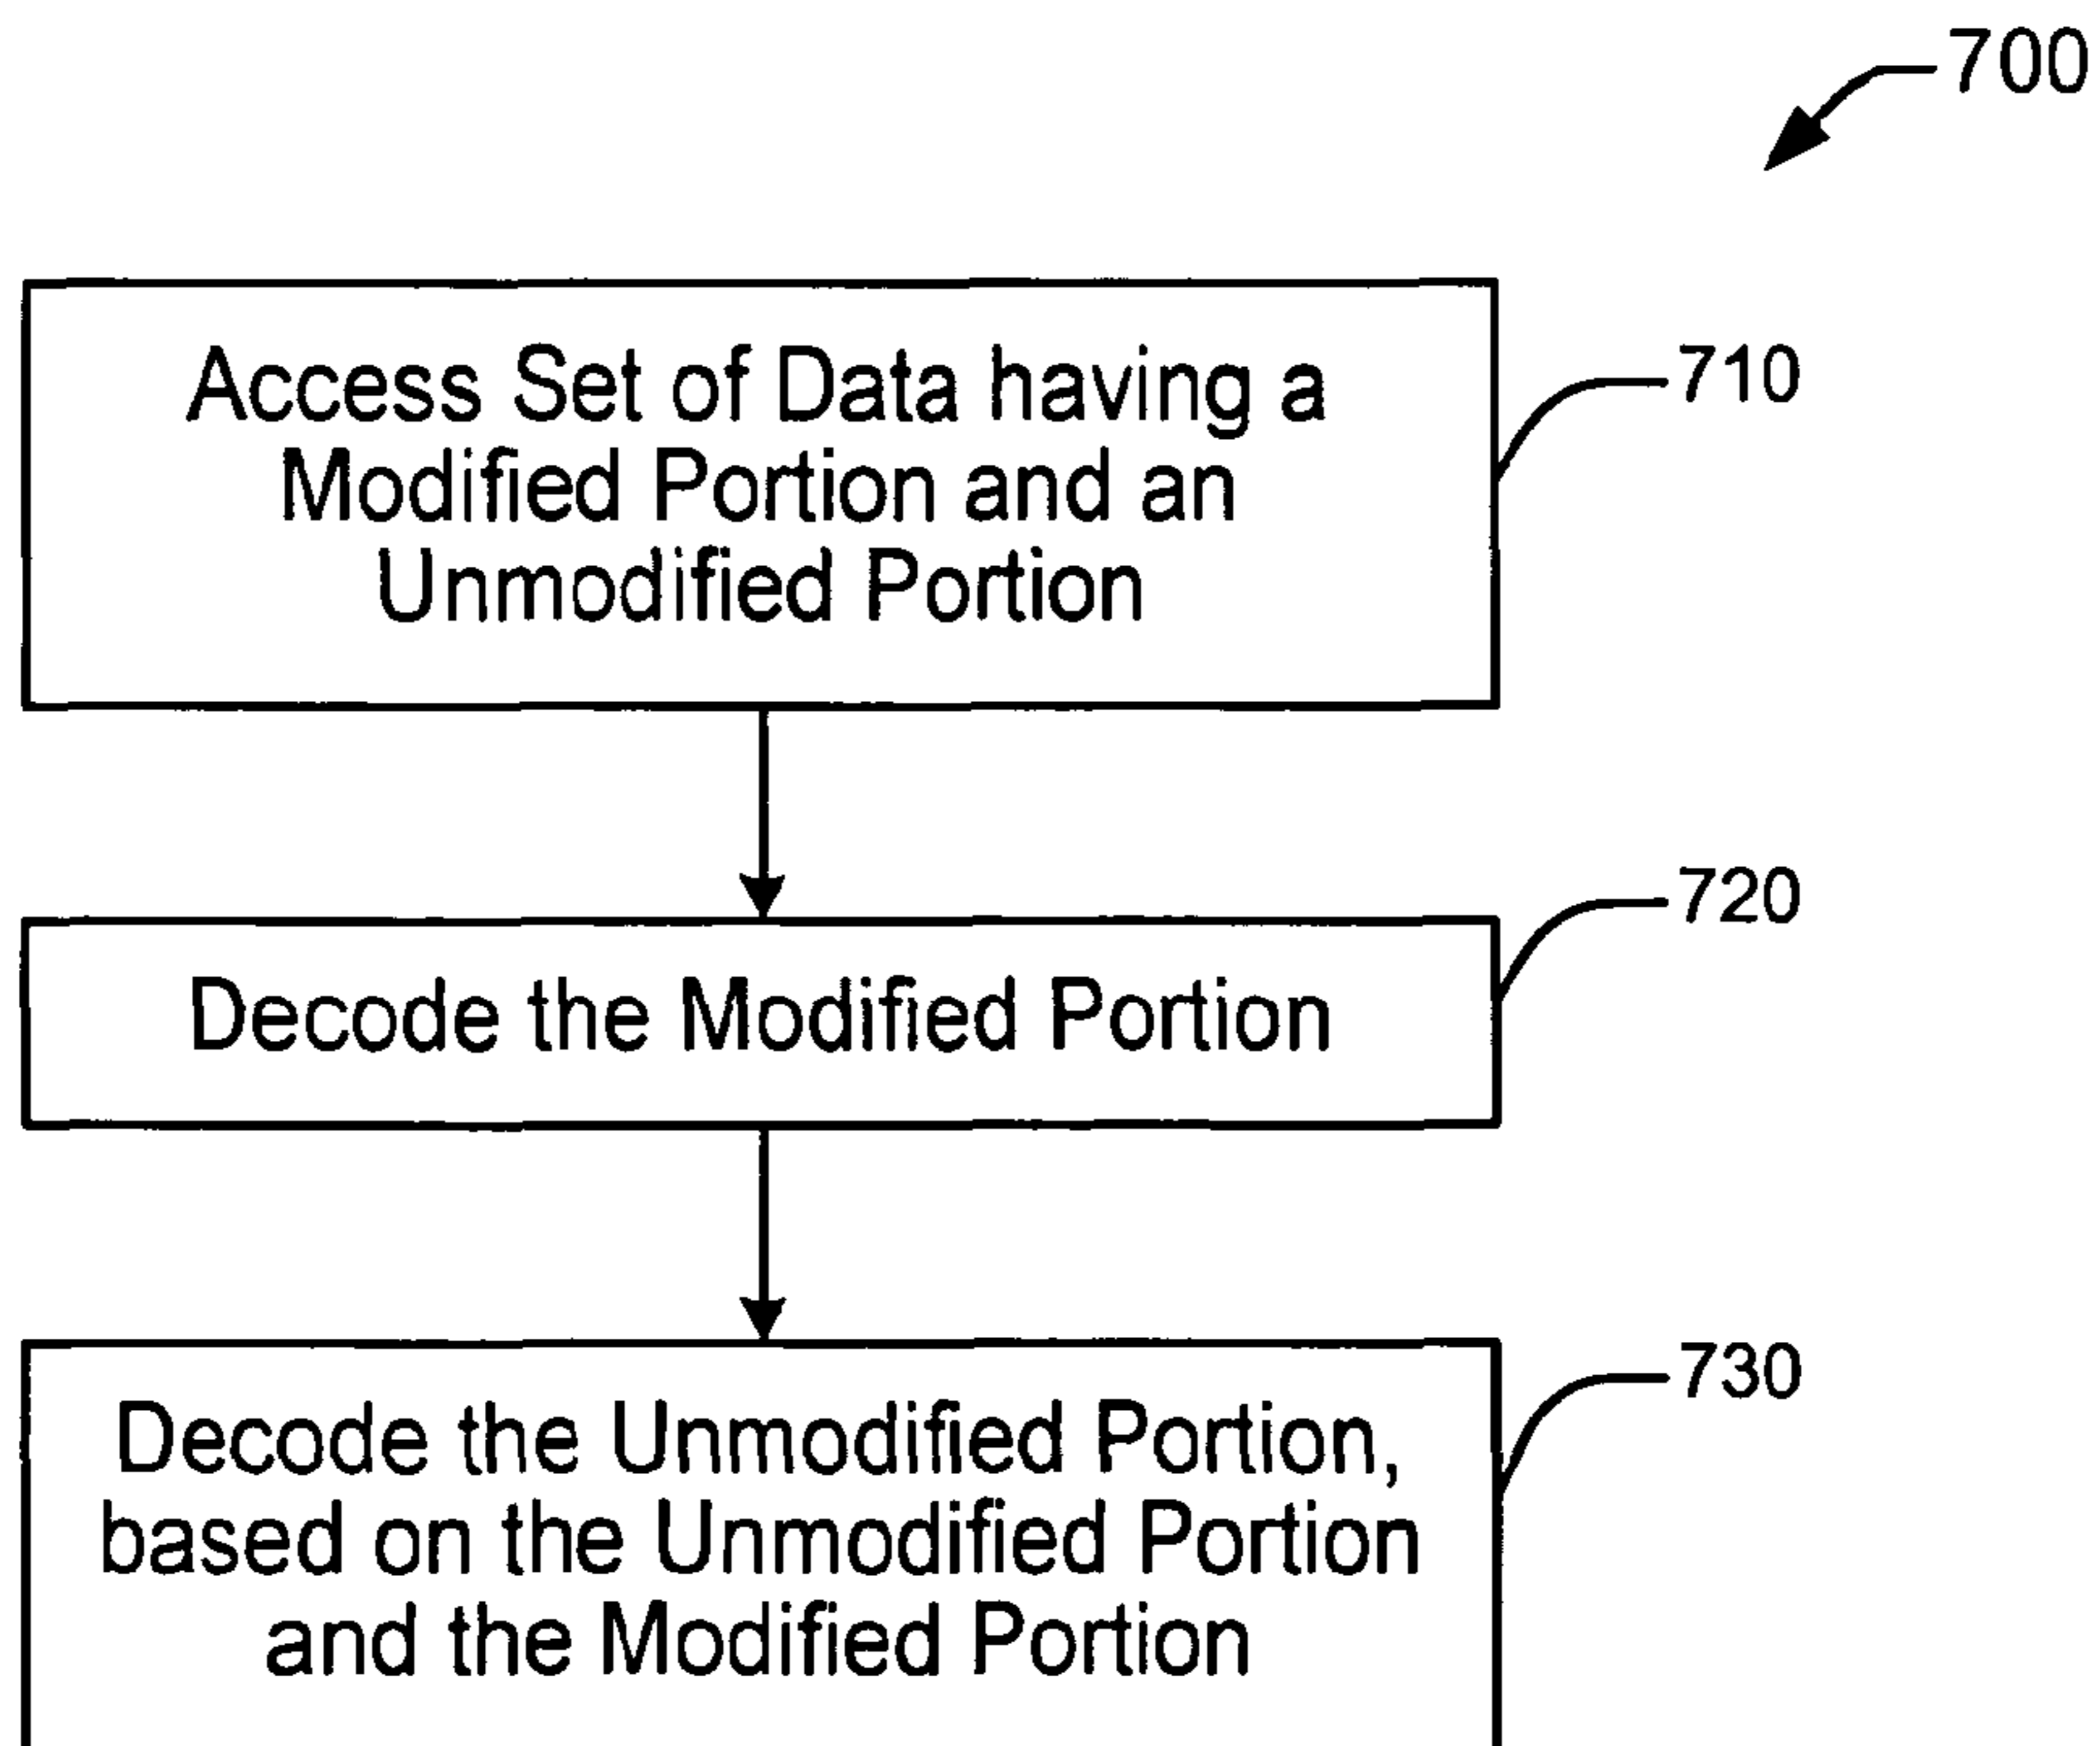 700
Access Set of Data having a
Modified Portion and an
Unmodified Portion
710
Decode the Modified Portion
720
Decode the Unmodified Portion,
based on the Unmodified Portion
and the Modified Portion
730